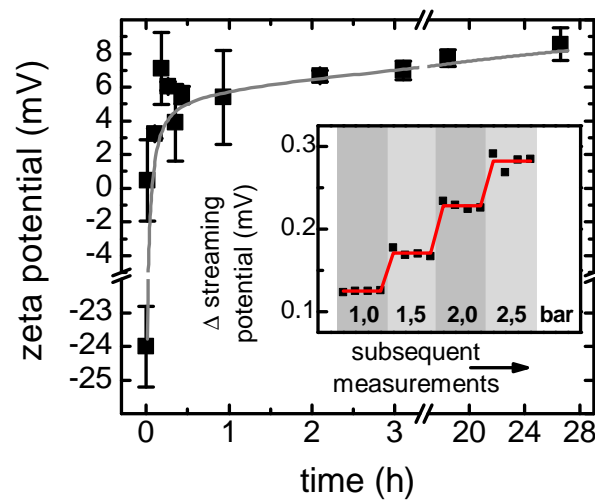 zeta potential (mV)
8
6
4
2
0
-2
-4
-23
-24
-25
0 1 2 3 20 24 28
time (h)
Δ streaming
potential (mV)
0.3
0.2
0.1
1,0 1,5 2,0 2,5 bar
subsequent
measurements